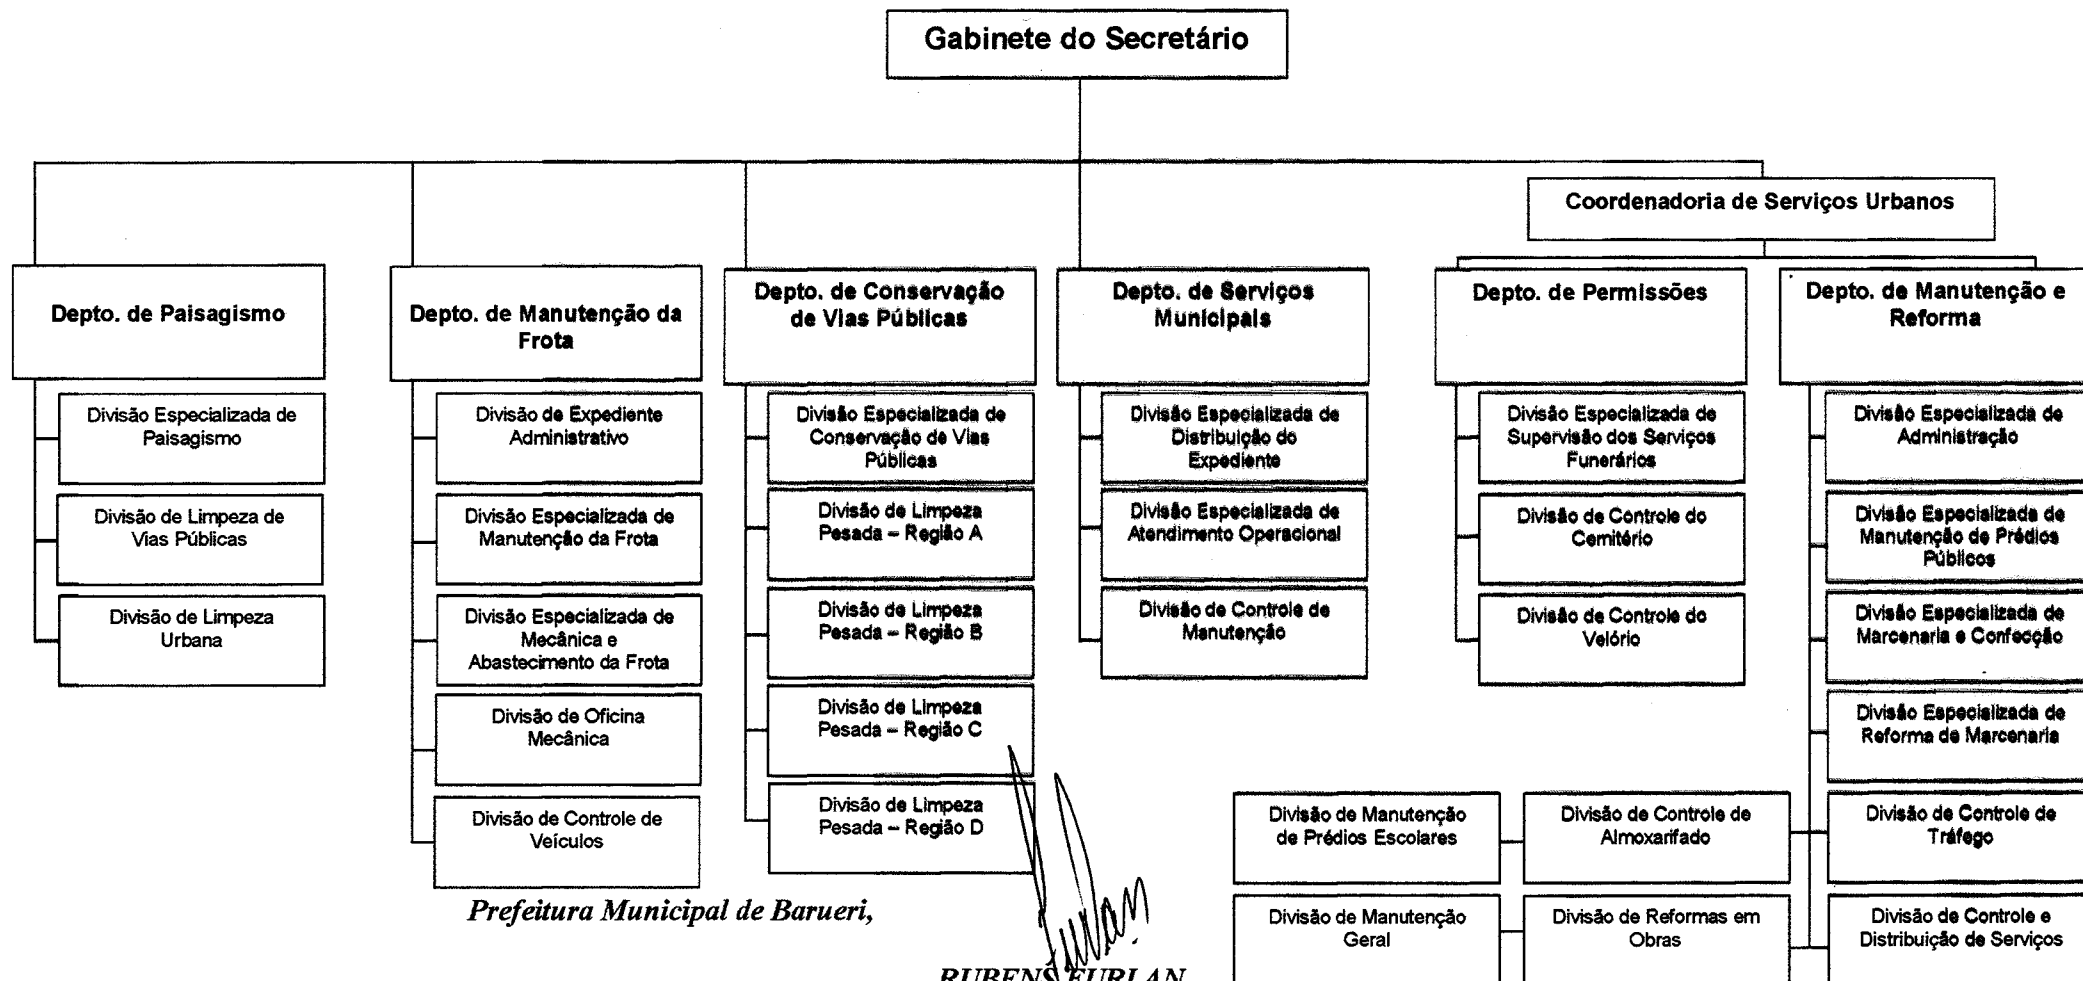 Gabinete do Secretário
Coordenadoria de Serviços Urbanos
Depto. de Paisagismo
Divisão Especializada de
Paisagismo
Divisão de Limpeza de
Vias Públicas
Divisão de Limpeza
Urbana
Depto. de Manutenção da
Frota
Divisão de Expediente
Administrativo
Divisão Especializada de
Manutenção da Frota
Divisão Especializada de
Mecânica e
Abastecimento da Frota
Divisão de Oficina
Mecânica
Divisão de Controle de
Veículos
Depto. de Conservação
de Vias Públicas
Divisão Especializada de
Conservação de Vias
Públicas
Divisão de Limpeza
Pesada – Região A
Divisão de Limpeza
Pesada – Região B
Divisão de Limpeza
Pesada – Região C
Divisão de Limpeza
Pesada – Região D
Depto. de Serviços
Municipais
Divisão Especializada de
Distribuição do
Expediente
Divisão Especializada de
Atendimento Operacional
Divisão de Controle de
Manutenção
Depto. de Permissões
Divisão Especializada de
Supervisão dos Serviços
Funerários
Divisão de Controle do
Cemitério
Divisão de Controle do
Velório
Depto. de Manutenção e
Reforma
Divisão Especializada de
Administração
Divisão Especializada de
Manutenção de Prédios
Públicos
Divisão Especializada de
Marcenaria e Confecção
Divisão Especializada de
Reforma de Marcenaria
Divisão de Manutenção
de Prédios Escolares
Divisão de Controle de
Almoxarifado
Divisão de Controle de
Tráfego
Divisão de Manutenção
Geral
Divisão de Reformas em
Obras
Divisão de Controle e
Distribuição de Serviços
Prefeitura Municipal de Barueri,
RUBENS FURLAN